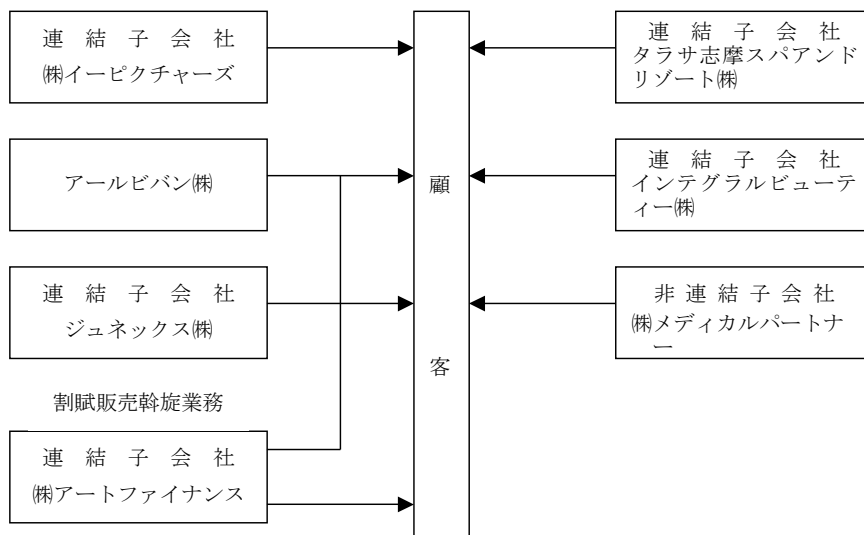 連結子会社
㈱イーピクチャーズ
アールビバン㈱
連結子会社
ジュネックス㈱
割賦販売斡旋業務
連結子会社
㈱アートファイナンス
顧
客
連結子会社
タラサ志摩スパアンド
リゾート㈱
連結子会社
インテグラルビューテ
ィー㈱
非連結子会社
㈱メディカルパートナ
ー